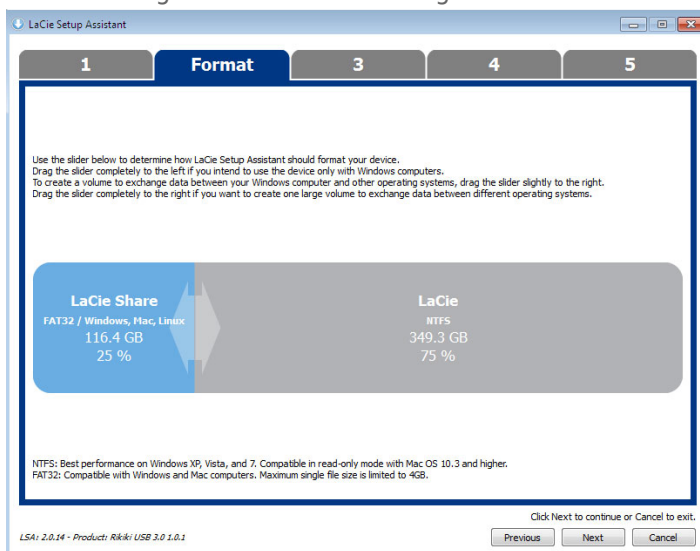 LaCie Setup Assistant
1
Format
3
4
5
Use the slider below to determine how LaCie Setup Assistant should format your device.
Drag the slider completely to the left if you intend to use the device only with Windows computers.
To create a volume to exchange data between your Windows computer and other operating systems, drag the slider slightly to the right.
Drag the slider completely to the right if you want to create one large volume to exchange data between different operating systems.
LaCie Share
FAT32 / Windows, Mac, Linux
116.4 GB
25 %
LaCie
NTFS
349.3 GB
75 %
NTFS: Best performance on Windows XP, Vista, and 7. Compatible in read-only mode with Mac OS 10.3 and higher.
FAT32: Compatible with Windows and Mac computers. Maximum single file size is limited to 4GB.
Click Next to continue or Cancel to exit.
LSA: 2.0.14 - Product: Rikiki USB 3.0 1.0.1
Previous
Next
Cancel